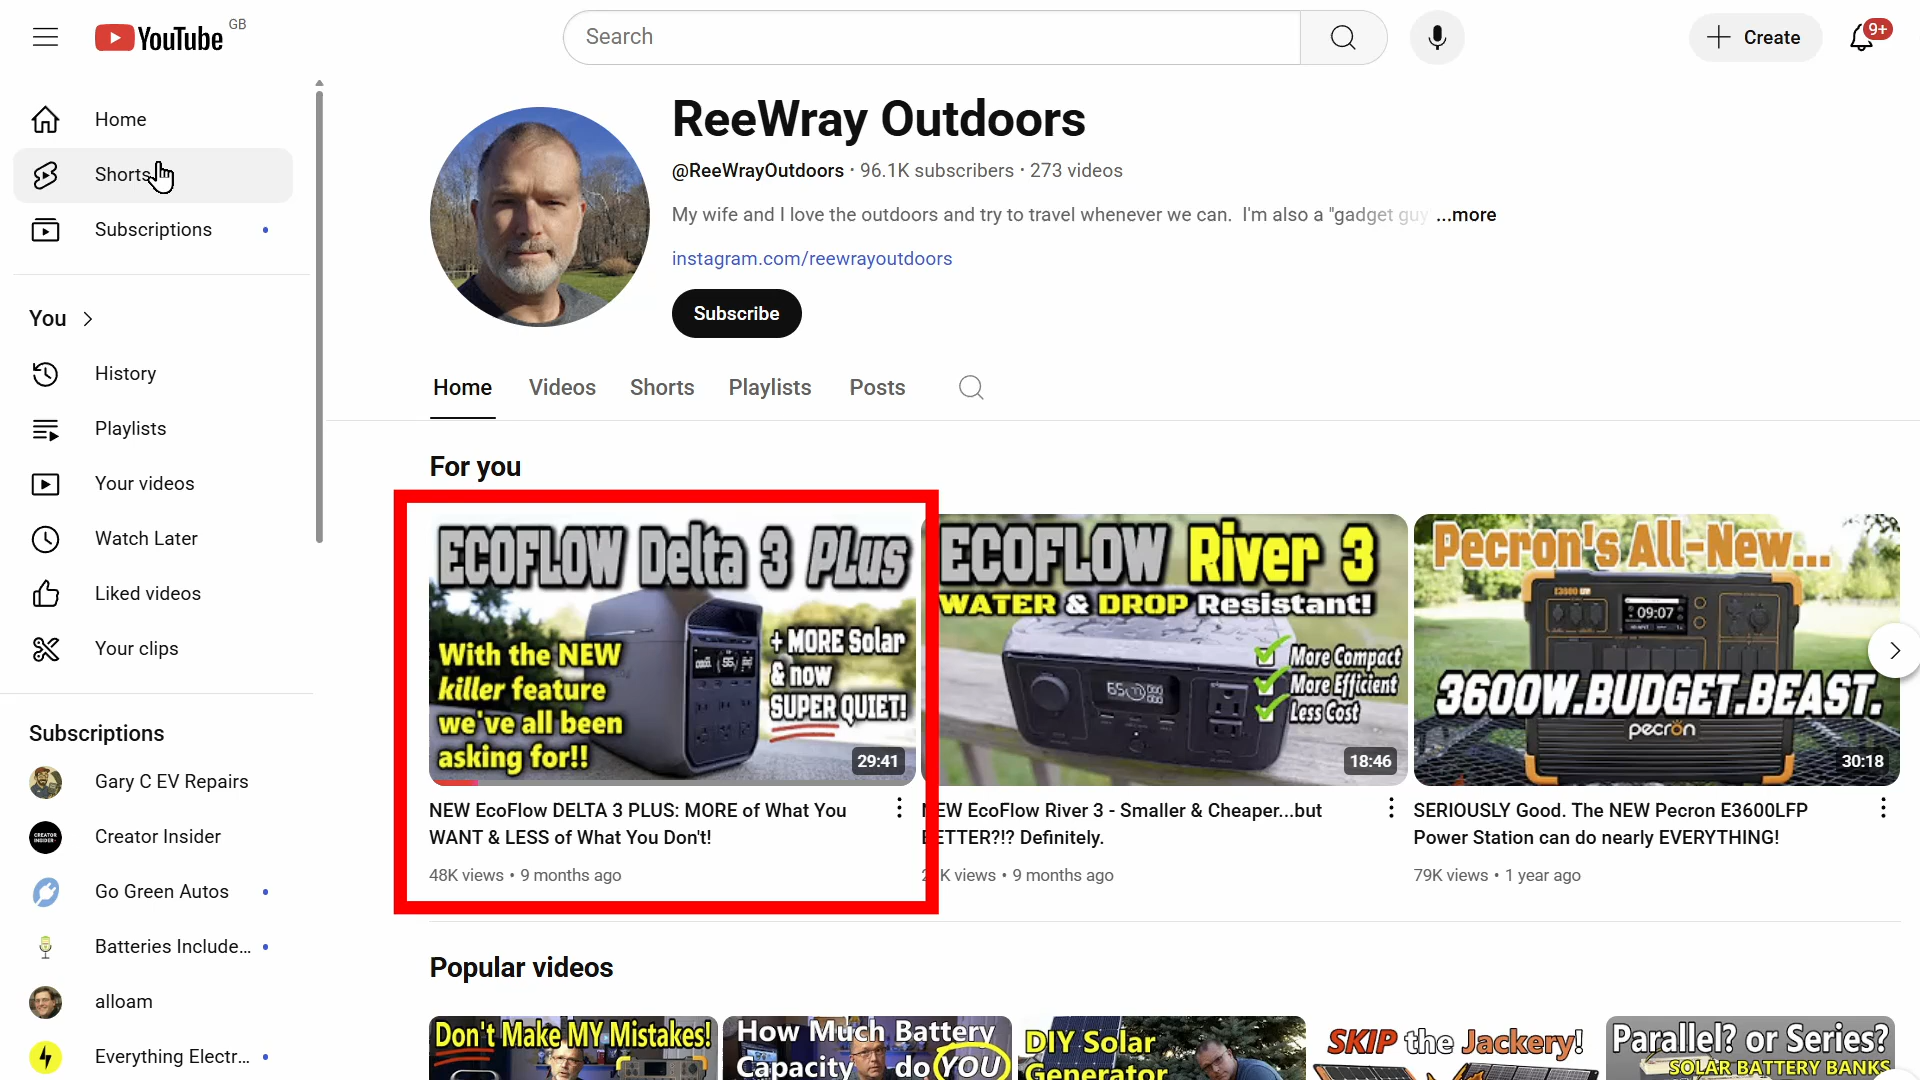 YouTube GB
Search
Create
9+
Home
Shorts
Subscriptions
You
History
Playlists
Your videos
Watch Later
Liked videos
Your clips
Subscriptions
Gary C EV Repairs
Creator Insider
Go Green Autos
Batteries Include...
alloam
Everything Electr...
ReeWray Outdoors
@ReeWrayOutdoors · 96.1K subscribers · 273 videos
My wife and I love the outdoors and try to travel whenever we can. I'm also a "gadget guy ...more
instagram.com/reewrayoutdoors
Subscribe
Home Videos Shorts Playlists Posts
For you
ECOFLOW Delta 3 PLus
With the NEW
killer feature
we've all been
asking for!!
+ MORE Solar
& now
SUPER QUIET!
29:41
NEW EcoFlow DELTA 3 PLUS: MORE of What You
WANT & LESS of What You Don't!
48K views • 9 months ago
ECOFLOW River 3
WATER & DROP Resistant!
More Compact
More Efficient
Less Cost
18:46
EW EcoFlow River 3 - Smaller & Cheaper...but
ETTER?!? Definitely.
K views • 9 months ago
Pecron's All-New...
E3600 LFP
09:07
3600W.BUDGET.BEAST.
pecron
30:18
SERIOUSLY Good. The NEW Pecron E3600LFP
Power Station can do nearly EVERYTHING!
79K views • 1 year ago
Popular videos
Don't Make MY Mistakes!
How Much Battery
Capacity do YOU
DIY Solar
Generator
SKIP the Jackery!
Parallel? or Series?
SOLAR BATTERY BANKS